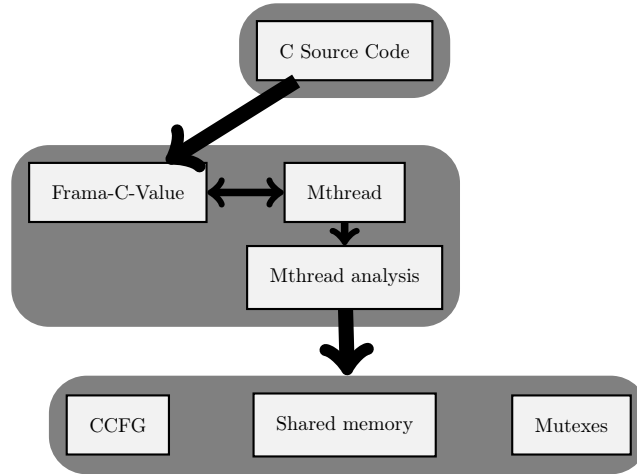 C Source Code
Frama-C-Value
Mthread
Mthread analysis
CCFG
Shared memory
Mutexes